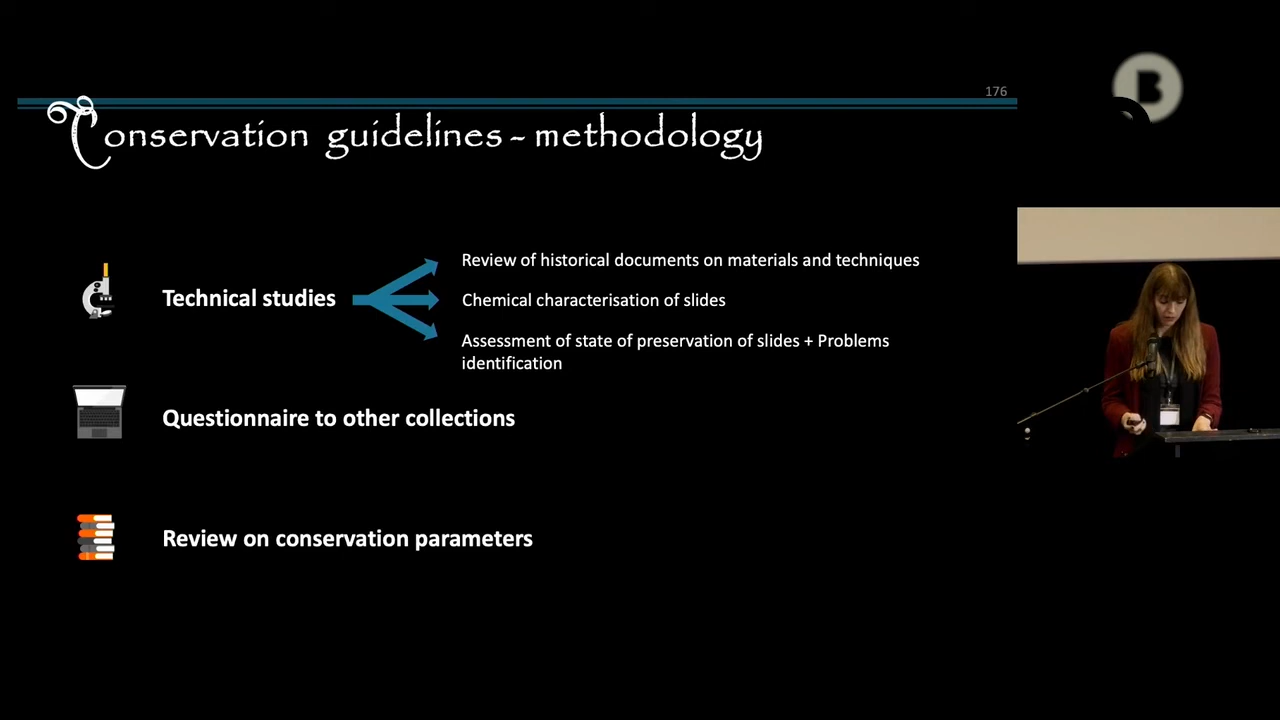 176
Conservation guidelines - methodology
Review of historical documents on materials and techniques
Technical studies
Chemical characterisation of slides
Assessment of state of preservation of slides + Problems
identification
Questionnaire to other collections
Review on conservation parameters
B